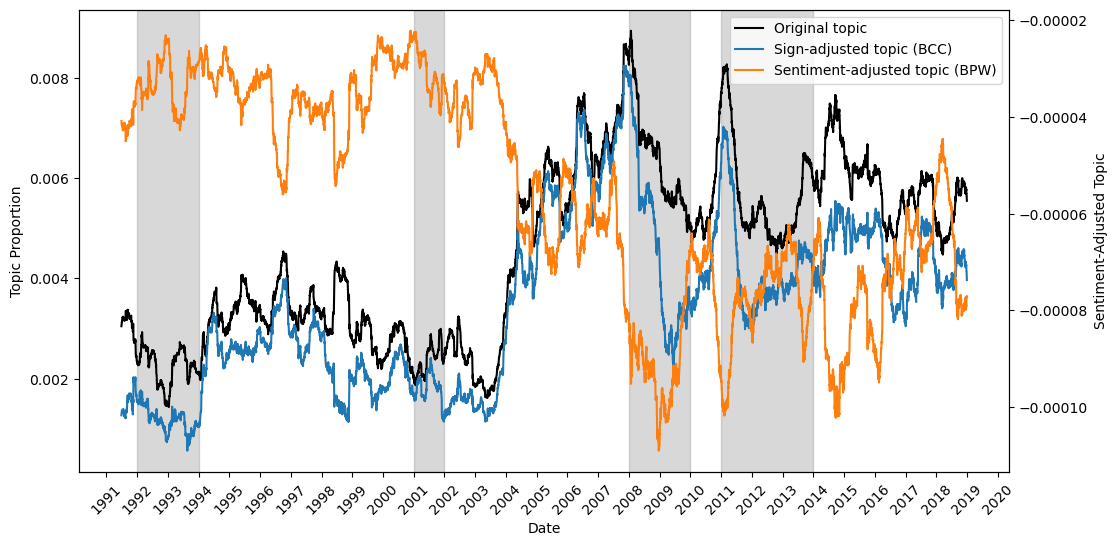 Original topic
Sign-adjusted topic (BCC)
Sentiment-adjusted topic (BPW)
Topic Proportion
0.008
0.006
0.004
0.002
−0.00002
−0.00004
−0.00006
−0.00008
−0.00010
Sentiment-Adjusted Topic
1991 1992 1993 1994 1995 1996 1997 1998 1999 2000 2001 2002 2003 2004 2005 2006 2007 2008 2009 2010 2011 2012 2013 2014 2015 2016 2017 2018 2019 2020
Date